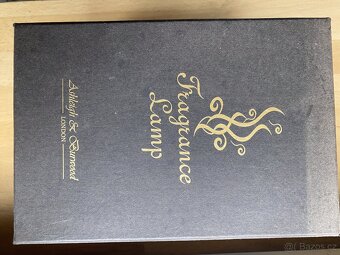 Fragrance
Lamp
Ashleigh & Burwood
LONDON